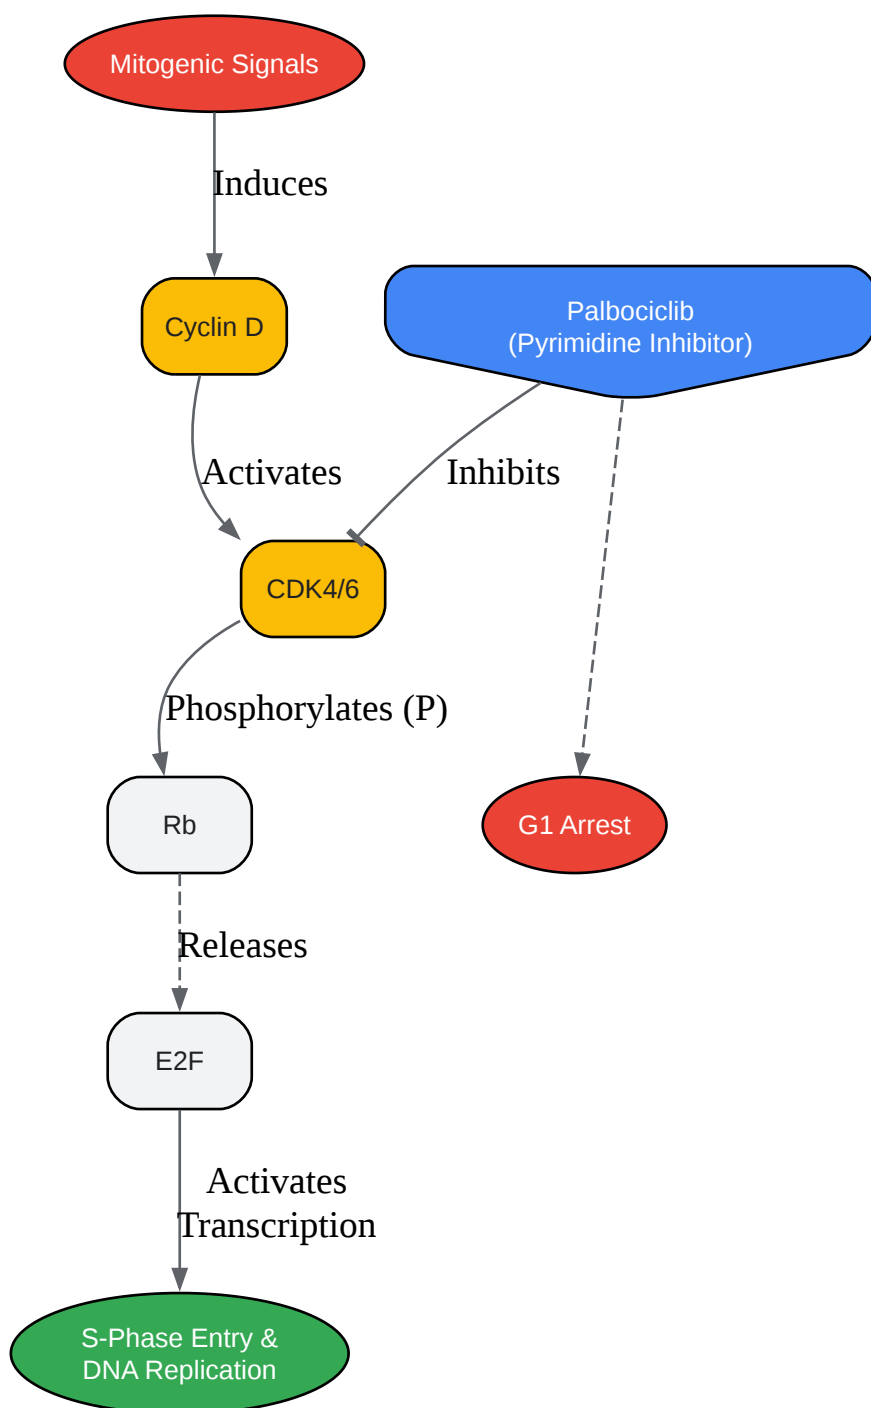 Mitogenic Signals
Induces
Cyclin D
Palbociclib
(Pyrimidine Inhibitor)
Activates
Inhibits
CDK4/6
Phosphorylates (P)
Rb
G1 Arrest
Releases
E2F
Activates
Transcription
S-Phase Entry &
DNA Replication